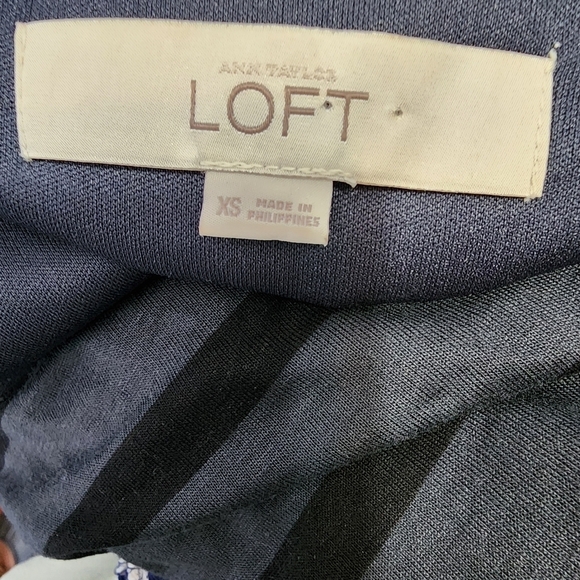 ANN TAYLOR
LOFT
XS MADE IN
PHILIPPINES